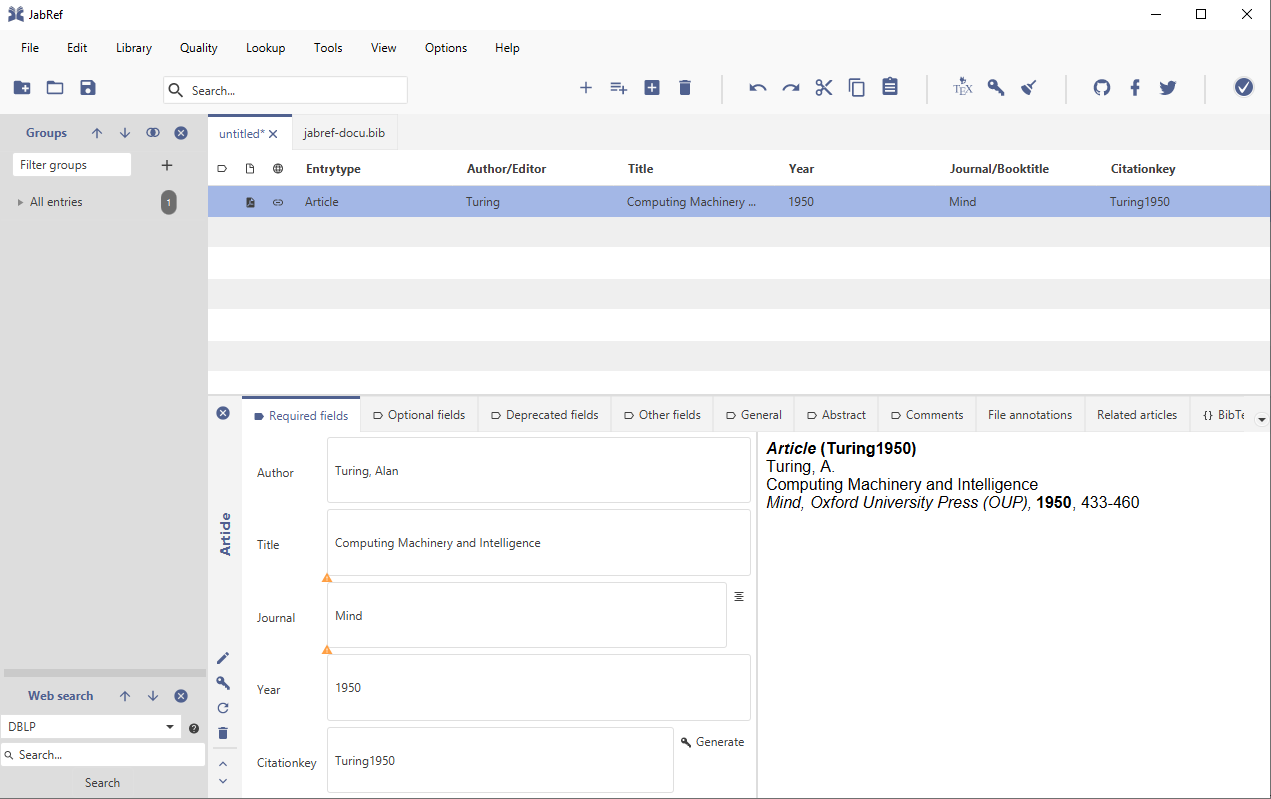 JabRef
File Edit Library Quality Lookup Tools View Options Help
Search...
TEX
Groups
Filter groups
All entries 1
untitled* jabref-docu.bib
Entrytype Author/Editor Title Year Journal/Booktitle Citationkey
Article Turing Computing Machinery ... 1950 Mind Turing1950
Required fields Optional fields Deprecated fields Other fields General Abstract Comments File annotations Related articles {} BibTe
Article
Author Turing, Alan
Title Computing Machinery and Intelligence
Journal Mind
Year 1950
Citationkey Turing1950 Generate
Article (Turing1950)
Turing, A.
Computing Machinery and Intelligence
Mind, Oxford University Press (OUP), 1950, 433-460
Web search
DBLP
Search...
Search